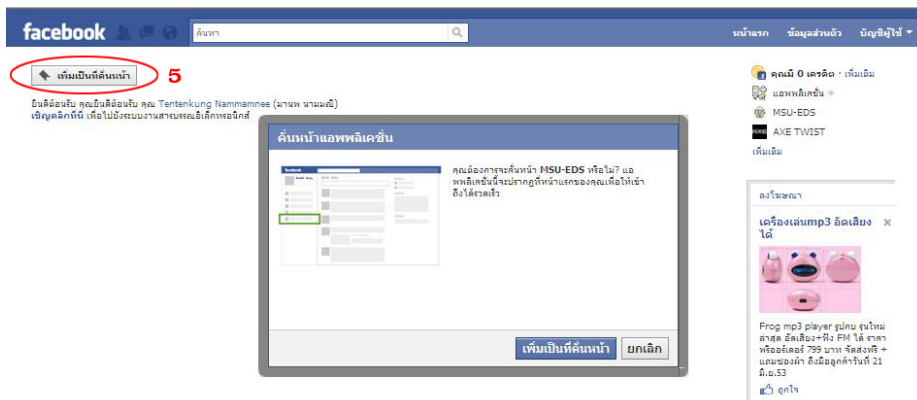 facebook
ค้นหา
หน้าแรก ข้อมูลส่วนตัว บัญชีผู้ใช้
เพิ่มเป็นที่คั่นหน้า
5
ยินดีต้อนรับ คุณยินดีต้อนรับ คุณ Tentenkung Nammamnee (มานพ นามมณี)
เชิญคลิกที่นี่ เพื่อไปยังระบบงานสารบรรณอิเล็กทรอนิกส์
คั่นหน้าแอพพลิเคชั่น
facebook
คุณต้องการจะคั่นหน้า MSU-EDS หรือไม่? แอ
พพลิเคชั่นนี้จะปรากฏที่หน้าแรกของคุณเพื่อให้เข้า
ถึงได้รวดเร็ว
เพิ่มเป็นที่คั่นหน้า ยกเลิก
คุณมี 0 เครดิต · เพิ่มเติม
แอพพลิเคชั่น
MSU-EDS
AXE TWIST
เพิ่มเติม
ลงโฆษณา
เครื่องเล่นmp3 อัดเสียง
ได้
Frog mp3 player รูปกบ รุ่นใหม่
ล่าสุด อัดเสียง+ฟัง FM ได้ ราคา
พรีออร์เดอร์ 799 บาท จัดส่งฟรี +
แถมซองผ้า ถึงมือลูกค้าวันที่ 21
มิ.ย.53
ถูกใจ